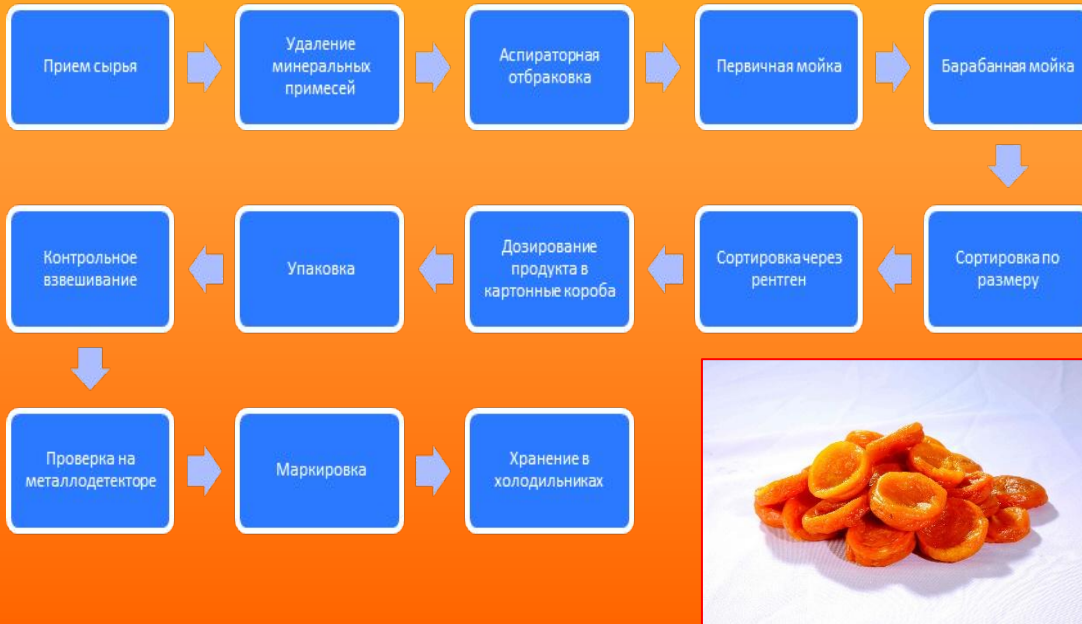 Прием сырья
Удаление
минеральных
примесей
Аспираторная
отбраковка
Первичная мойка
Барабанная мойка
Сортировка по
размеру
Сортировка через
рентген
Дозирование
продукта в
картонные короба
Упаковка
Контрольное
взвешивание
Проверка на
металлодетекторе
Маркировка
Хранение в
холодильниках